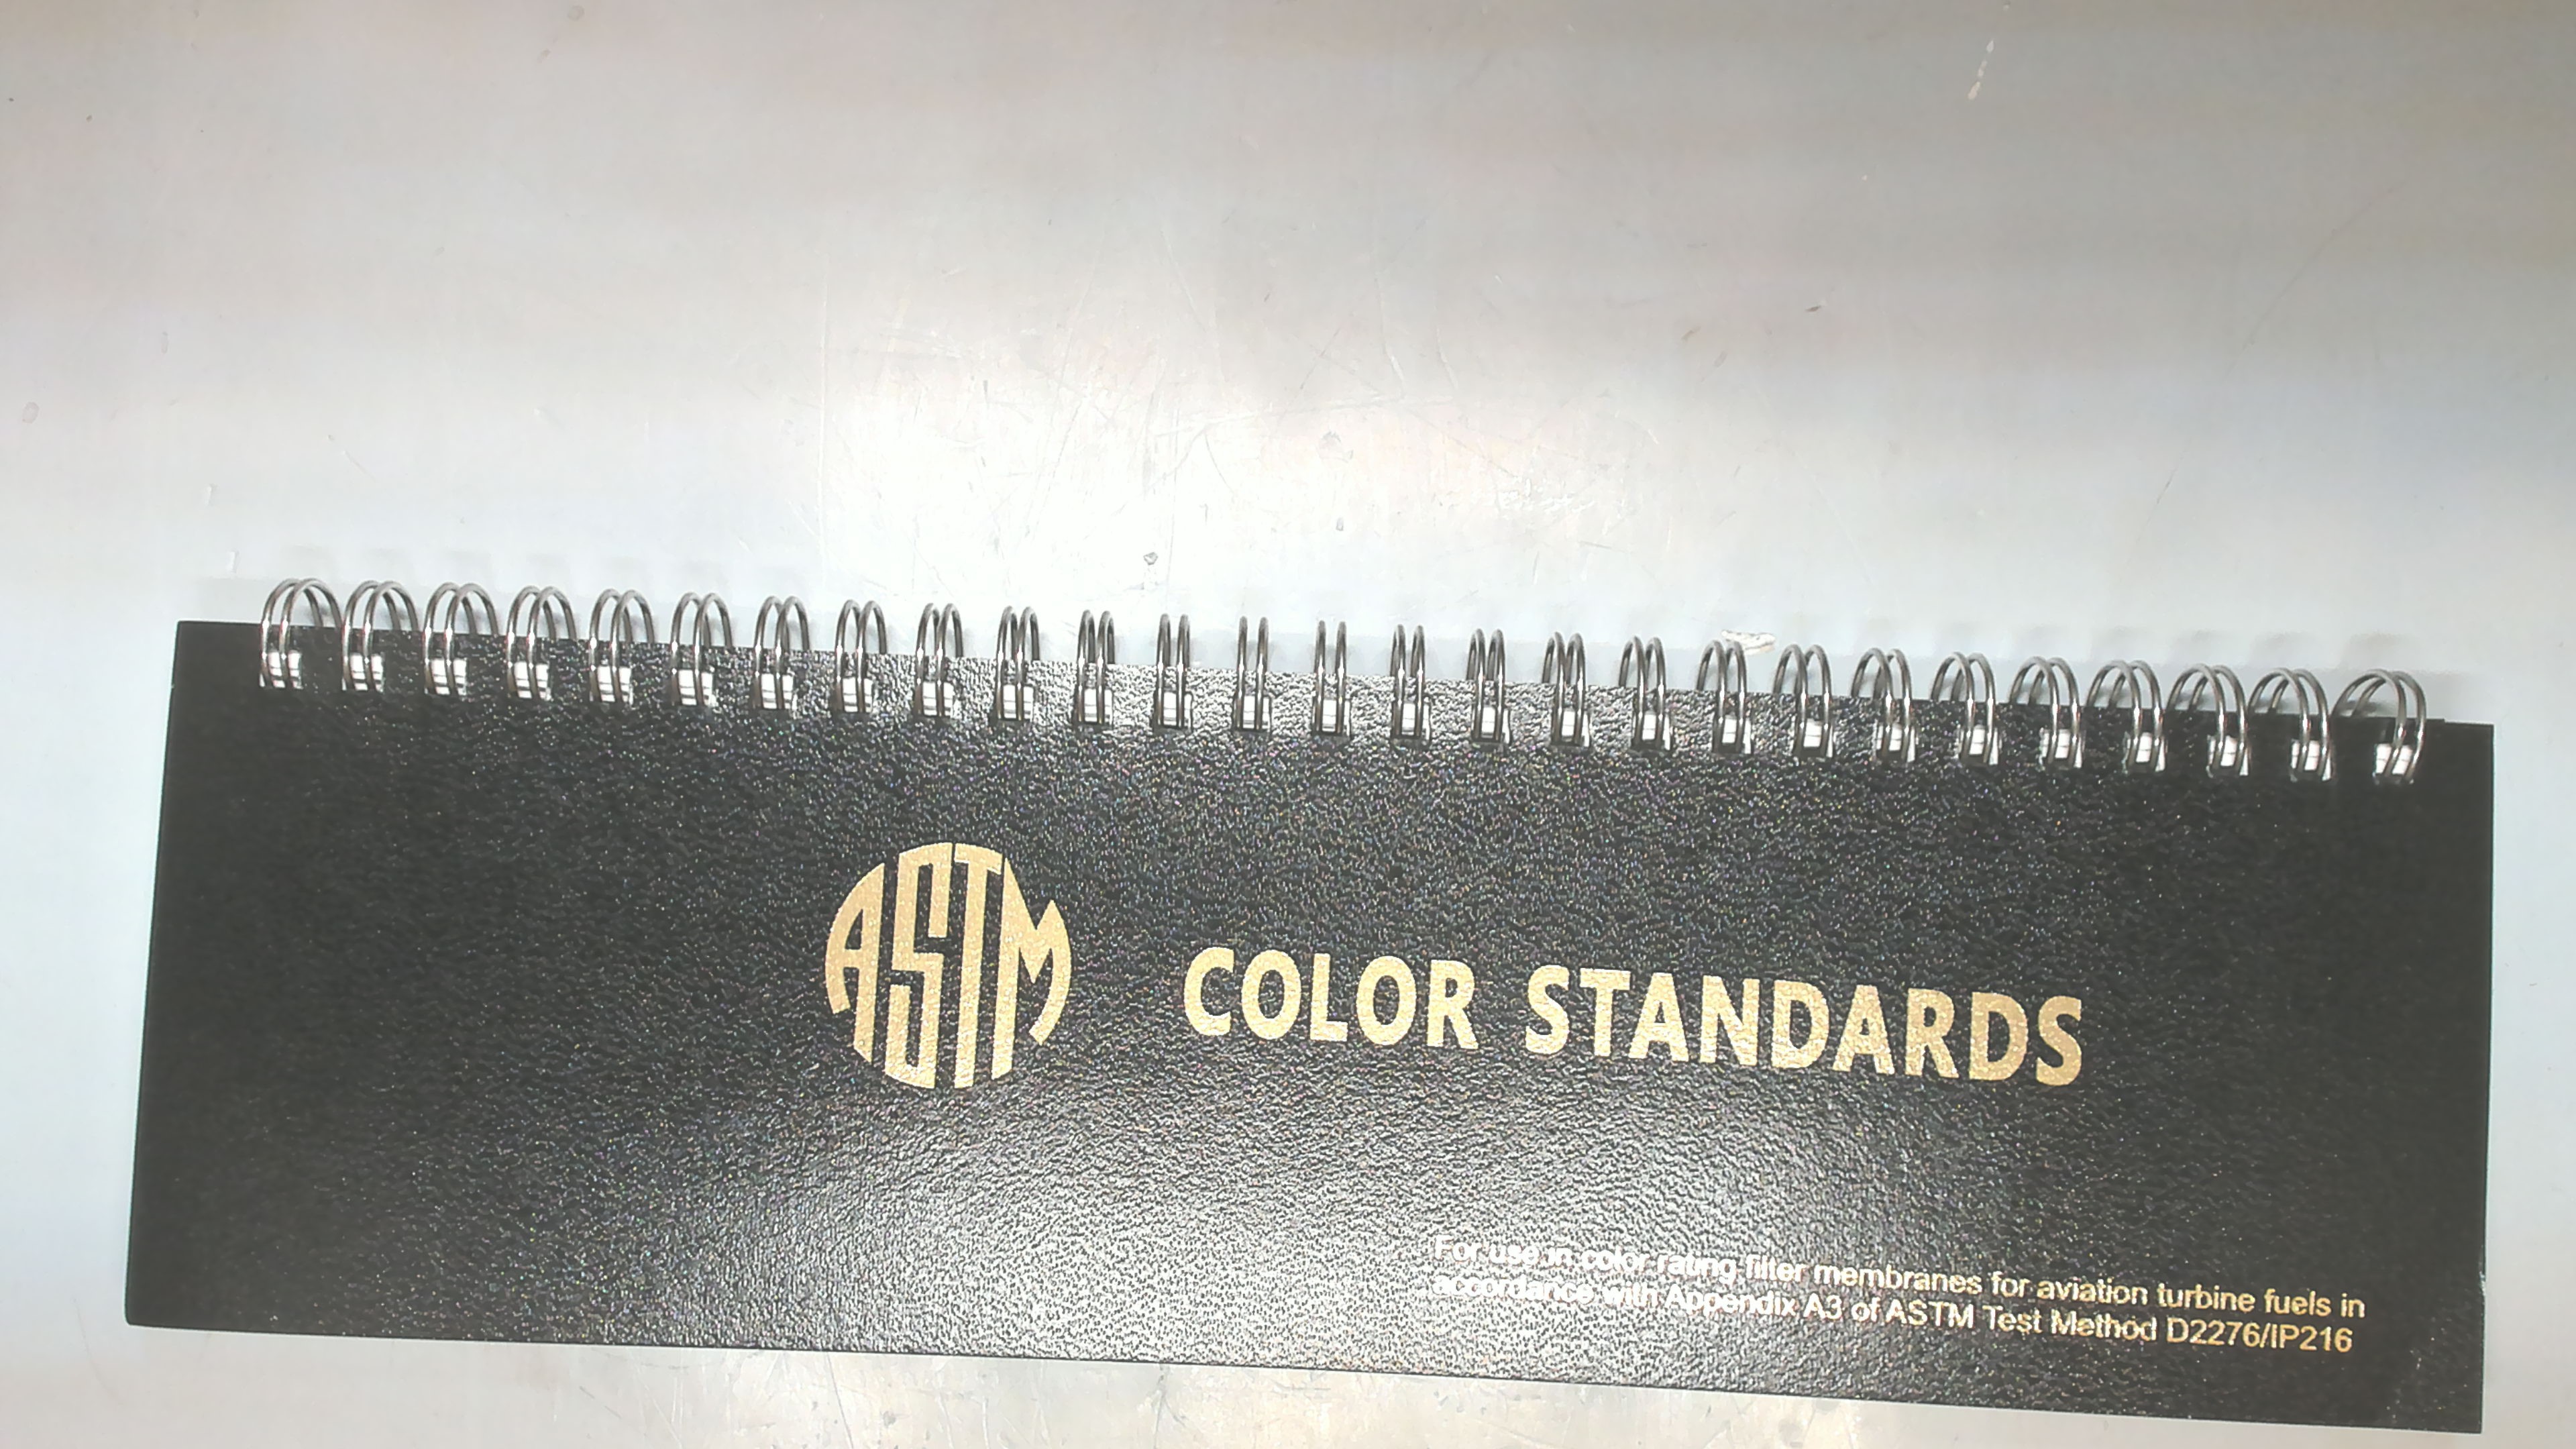 ASTM COLOR STANDARDS
For use in color rating filter membranes for aviation turbine fuels in
accordance with Appendix A3 of ASTM Test Method D2276/IP216